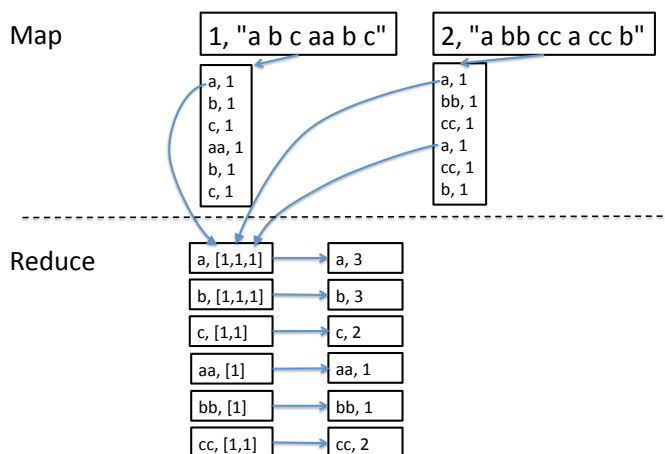 Map
1, "a b c aa b c"
2, "a bb cc a cc b"
a, 1
b, 1
c, 1
aa, 1
b, 1
c, 1
a, 1
bb, 1
cc, 1
a, 1
cc, 1
b, 1
Reduce
a, [1,1,1]
a, 3
b, [1,1,1]
b, 3
c, [1,1]
c, 2
aa, [1]
aa, 1
bb, [1]
bb, 1
cc, [1,1]
cc, 2